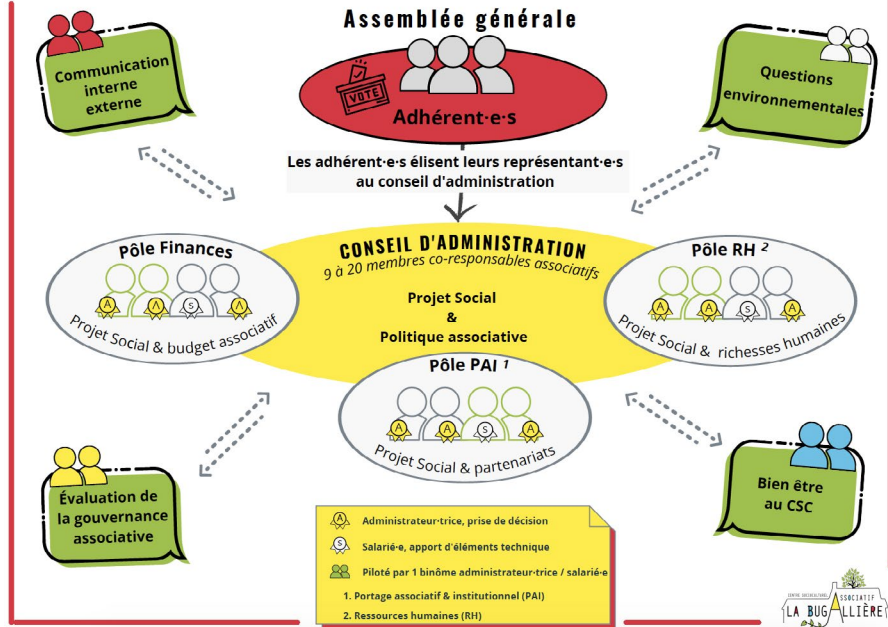 Assemblée générale
VOTE
Adhérent·e·s
Les adhérent·e·s élisent leurs représentant·e·s
au conseil d'administration
Communication
interne
externe
Questions
environnementales
CONSEIL D'ADMINISTRATION
9 à 20 membres co-responsables associatifs
Projet Social
&
Politique associative
Pôle Finances
A
A
S
A
Projet Social & budget associatif
Pôle RH 2
A
A
S
A
Projet Social & richesses humaines
Pôle PAI 1
A
A
S
A
Projet Social & partenariats
Évaluation de
la gouvernance
associative
Bien être
au CSC
A Administrateur·trice, prise de décision
S Salarié·e, apport d'éléments technique
Piloté par 1 binôme administrateur·trice / salarié·e
1. Portage associatif & institutionnel (PAI)
2. Ressources humaines (RH)
CENTRE SOCIOCULTUREL ASSOCIATIF
LA BUGALLIÈRE